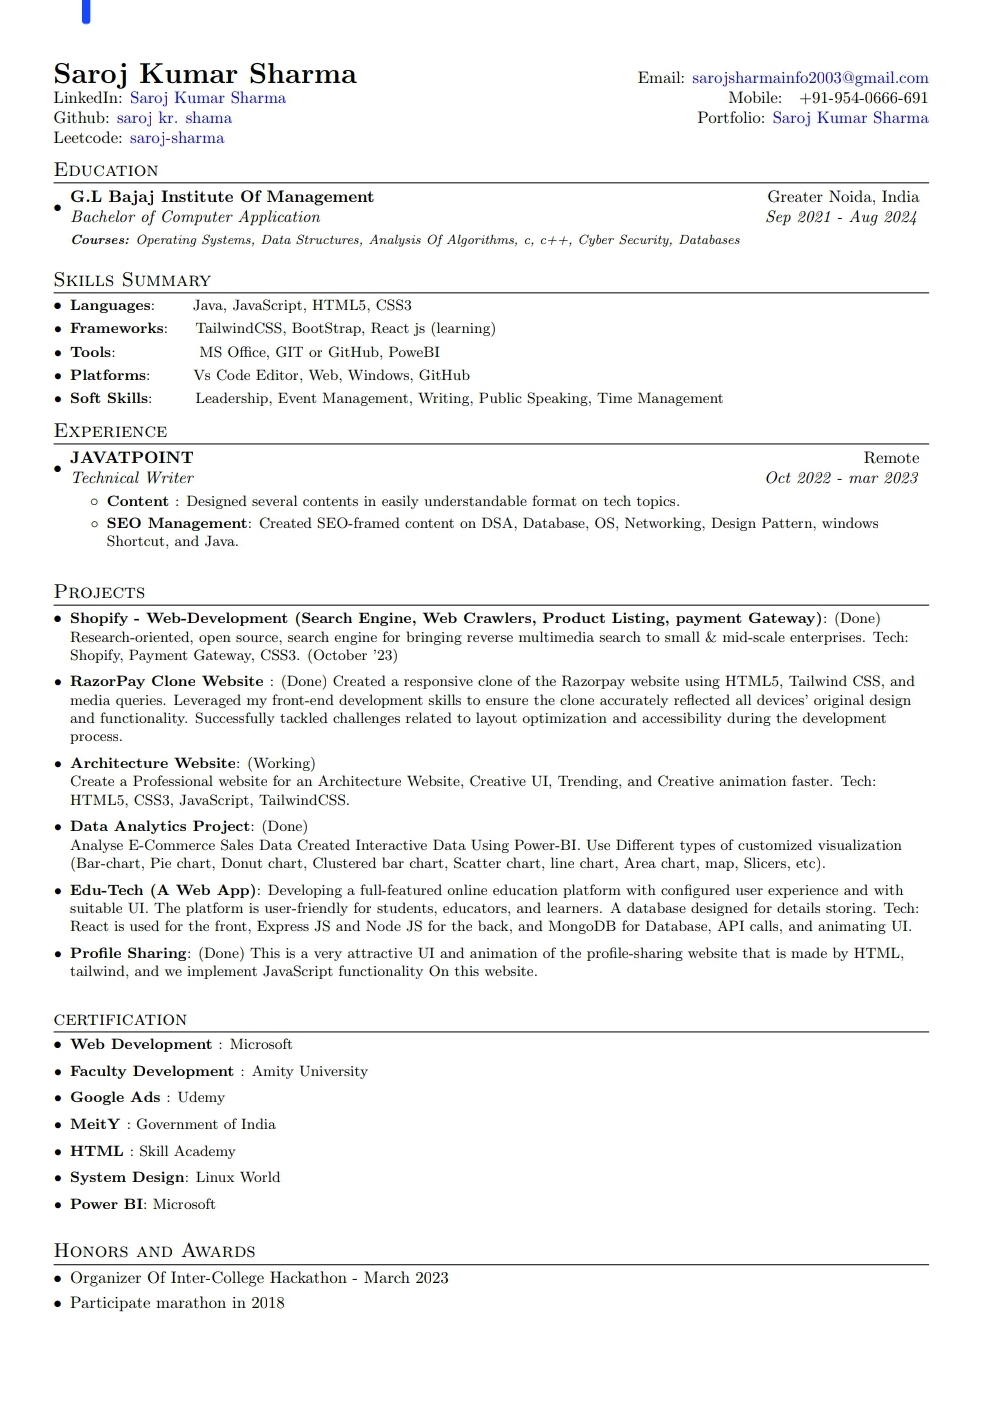 Saroj Kumar Sharma
Email: sarojsharmainfo2003@gmail.com
LinkedIn: Saroj Kumar Sharma
Mobile: +91-954-0666-691
Github: saroj kr. shama
Portfolio: Saroj Kumar Sharma
Leetcode: saroj-sharma
Education
• G.L Bajaj Institute Of Management Greater Noida, India
Bachelor of Computer Application Sep 2021 - Aug 2024
Courses: Operating Systems, Data Structures, Analysis Of Algorithms, c, c++, Cyber Security, Databases
Skills Summary
• Languages: Java, JavaScript, HTML5, CSS3
• Frameworks: TailwindCSS, BootStrap, React js (learning)
• Tools: MS Office, GIT or GitHub, PoweBI
• Platforms: Vs Code Editor, Web, Windows, GitHub
• Soft Skills: Leadership, Event Management, Writing, Public Speaking, Time Management
Experience
• JAVATPOINT Remote
Technical Writer Oct 2022 - mar 2023
◦ Content : Designed several contents in easily understandable format on tech topics.
◦ SEO Management: Created SEO-framed content on DSA, Database, OS, Networking, Design Pattern, windows
Shortcut, and Java.
Projects
• Shopify - Web-Development (Search Engine, Web Crawlers, Product Listing, payment Gateway): (Done)
Research-oriented, open source, search engine for bringing reverse multimedia search to small & mid-scale enterprises. Tech:
Shopify, Payment Gateway, CSS3. (October '23)
• RazorPay Clone Website : (Done) Created a responsive clone of the Razorpay website using HTML5, Tailwind CSS, and
media queries. Leveraged my front-end development skills to ensure the clone accurately reflected all devices' original design
and functionality. Successfully tackled challenges related to layout optimization and accessibility during the development
process.
• Architecture Website: (Working)
Create a Professional website for an Architecture Website, Creative UI, Trending, and Creative animation faster. Tech:
HTML5, CSS3, JavaScript, TailwindCSS.
• Data Analytics Project: (Done)
Analyse E-Commerce Sales Data Created Interactive Data Using Power-BI. Use Different types of customized visualization
(Bar-chart, Pie chart, Donut chart, Clustered bar chart, Scatter chart, line chart, Area chart, map, Slicers, etc).
• Edu-Tech (A Web App): Developing a full-featured online education platform with configured user experience and with
suitable UI. The platform is user-friendly for students, educators, and learners. A database designed for details storing. Tech:
React is used for the front, Express JS and Node JS for the back, and MongoDB for Database, API calls, and animating UI.
• Profile Sharing: (Done) This is a very attractive UI and animation of the profile-sharing website that is made by HTML,
tailwind, and we implement JavaScript functionality On this website.
certification
• Web Development : Microsoft
• Faculty Development : Amity University
• Google Ads : Udemy
• MeitY : Government of India
• HTML : Skill Academy
• System Design: Linux World
• Power BI: Microsoft
Honors and Awards
• Organizer Of Inter-College Hackathon - March 2023
• Participate marathon in 2018